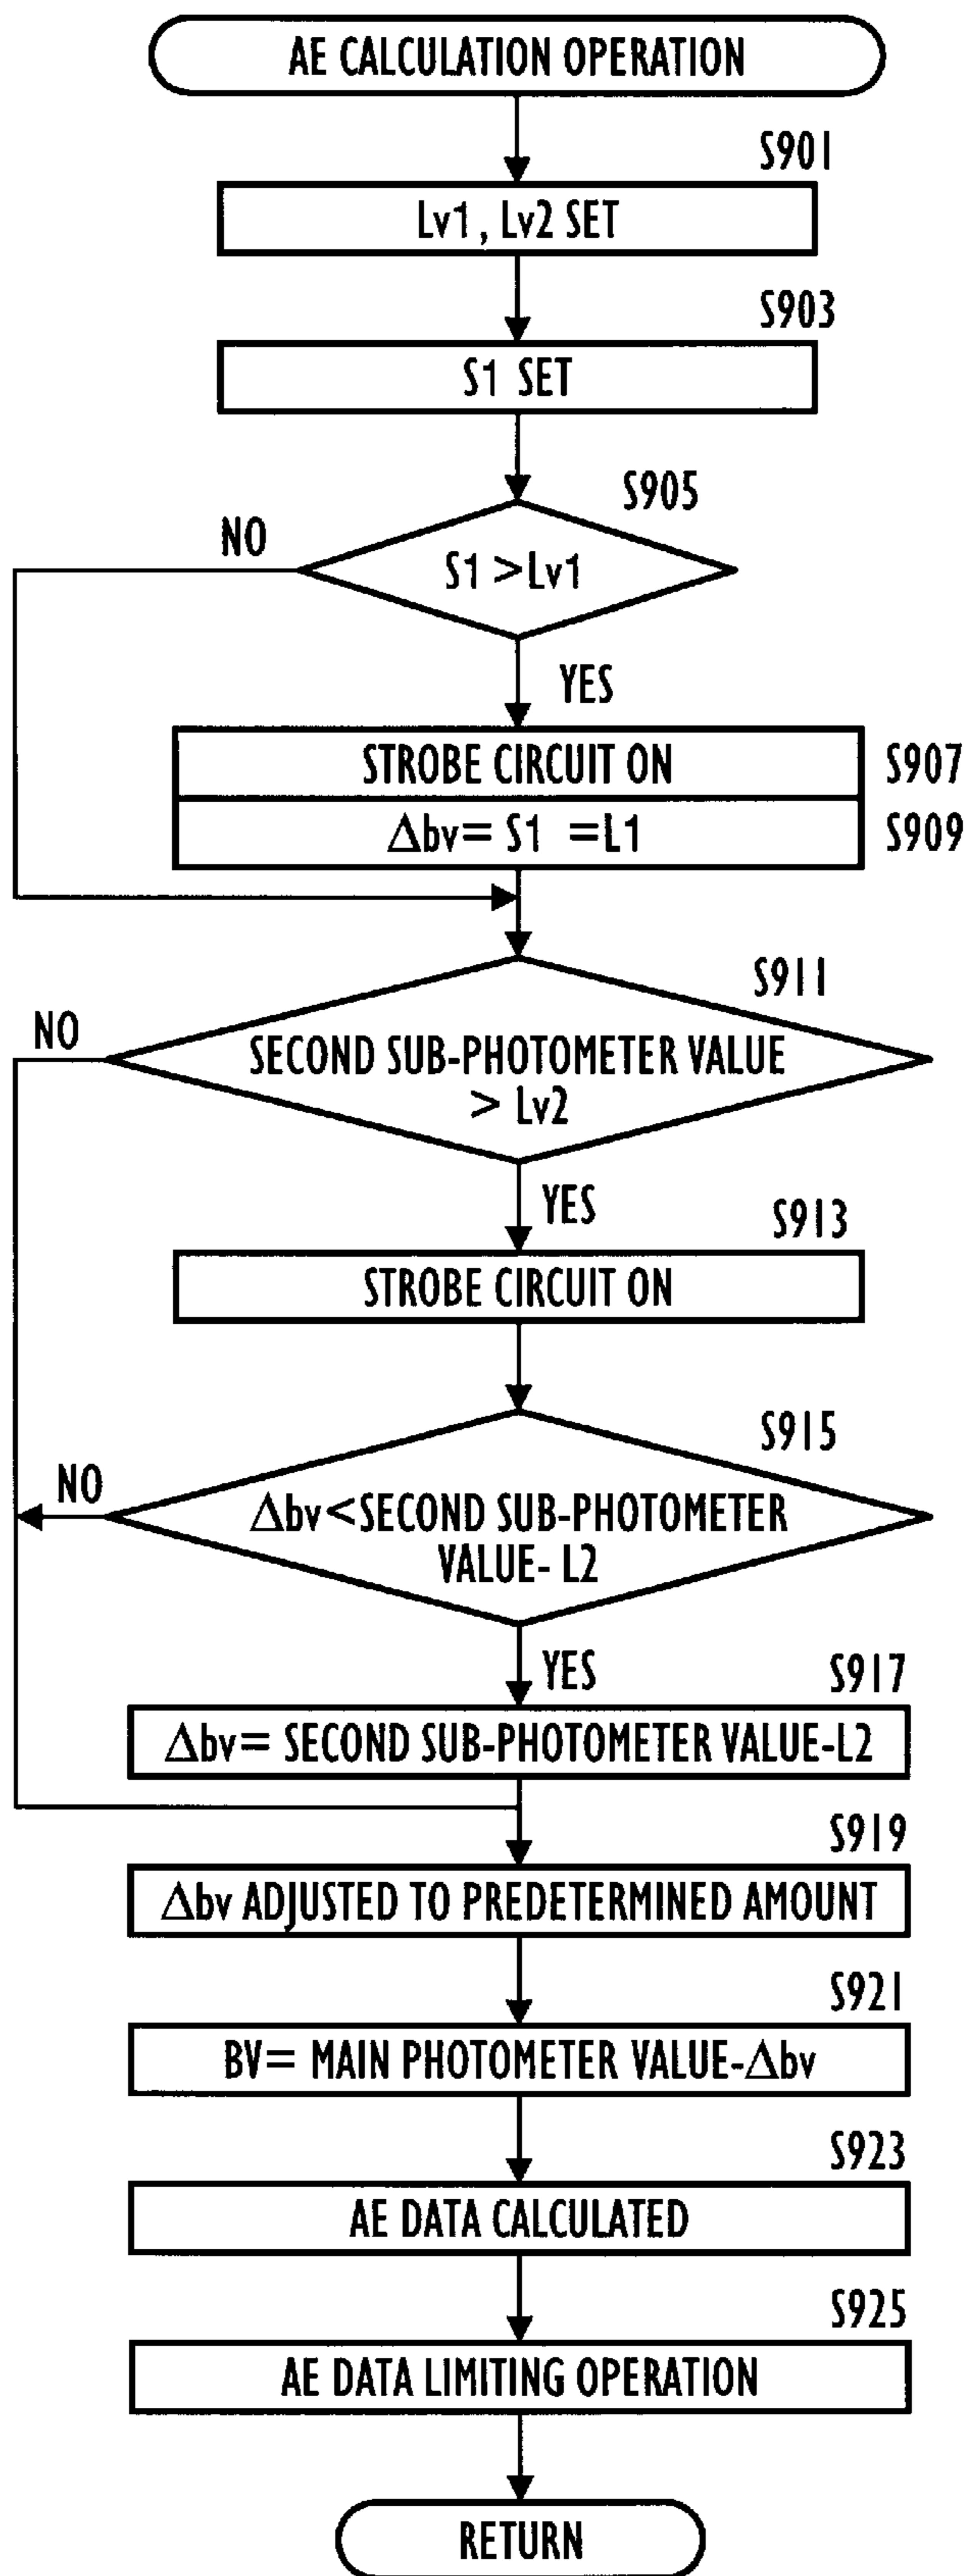 AE CALCULATION OPERATION
S901
Lv1, Lv2 SET
S903
S1 SET
S905
NO
S1 >Lv1
YES
STROBE CIRCUIT ON
S907
Δbv= S1 =L1
S909
S911
NO
SECOND SUB-PHOTOMETER VALUE
> Lv2
YES
S913
STROBE CIRCUIT ON
S915
NO
Δbv<SECOND SUB-PHOTOMETER
VALUE- L2
YES
S917
Δbv= SECOND SUB-PHOTOMETER VALUE-L2
S919
Δbv ADJUSTED TO PREDETERMINED AMOUNT
S921
BV= MAIN PHOTOMETER VALUE-Δbv
S923
AE DATA CALCULATED
S925
AE DATA LIMITING OPERATION
RETURN